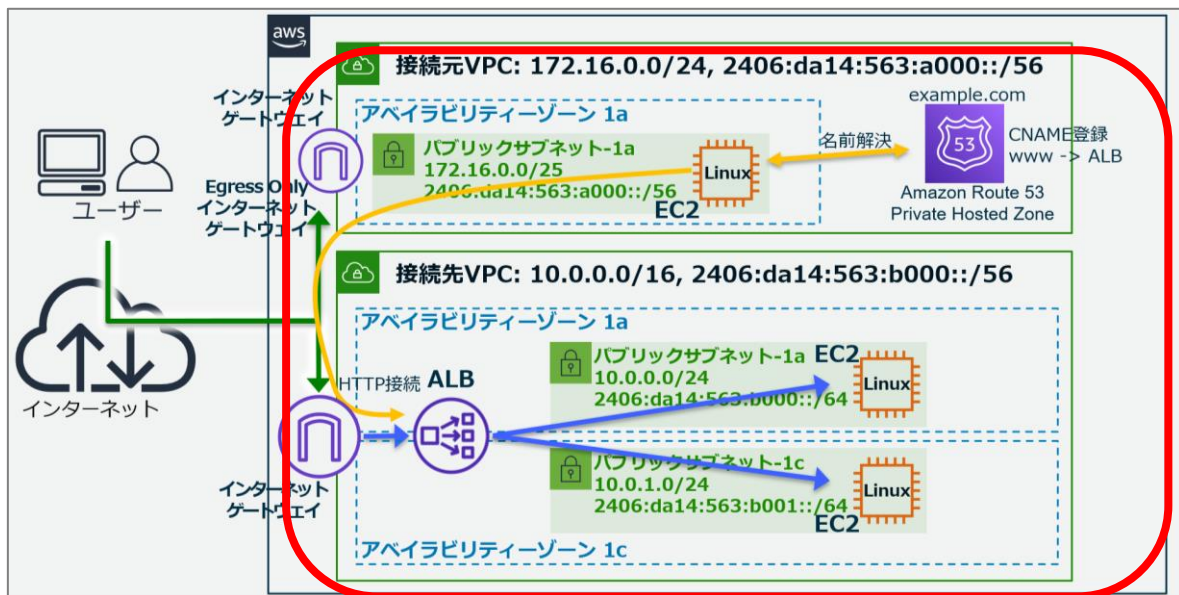 aws
接続元VPC: 172.16.0.0/24, 2406:da14:563:a000::/56
インターネット
ゲートウェイ
アベイラビリティーゾーン 1a
パブリックサブネット-1a
172.16.0.0/25
2406:da14:563:a000::/56
Linux
EC2
名前解決
example.com
53
CNAME登録
www -> ALB
Amazon Route 53
Private Hosted Zone
ユーザー
Egress Only
インターネット
ゲートウェイ
接続先VPC: 10.0.0.0/16, 2406:da14:563:b000::/56
アベイラビリティーゾーン 1a
パブリックサブネット-1a
EC2
10.0.0.0/24
2406:da14:563:b000::/64
Linux
HTTP接続
ALB
インターネット
インターネット
ゲートウェイ
パブリックサブネット-1c
10.0.1.0/24
2406:da14:563:b001::/64
Linux
EC2
アベイラビリティーゾーン 1c